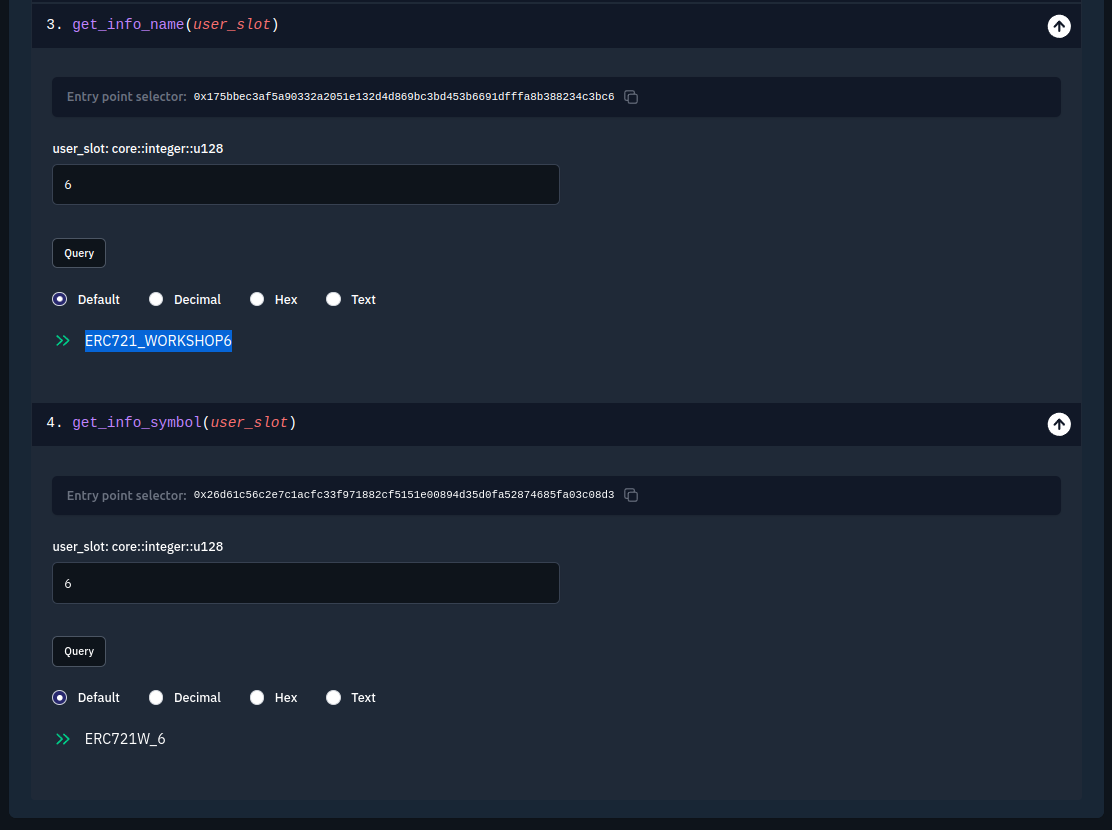 3. get_info_name(user_slot)
Entry point selector: 0x175bbec3af5a90332a2051e132d4d869bc3bd453b6691dfffa8b388234c3bc6
user_slot: core::integer::u128
6
Query
Default Decimal Hex Text
ERC721_WORKSHOP6
4. get_info_symbol(user_slot)
Entry point selector: 0x26d61c56c2e7c1acfc33f971882cf5151e00894d35d0fa52874685fa03c08d3
user_slot: core::integer::u128
6
Query
Default Decimal Hex Text
ERC721W_6